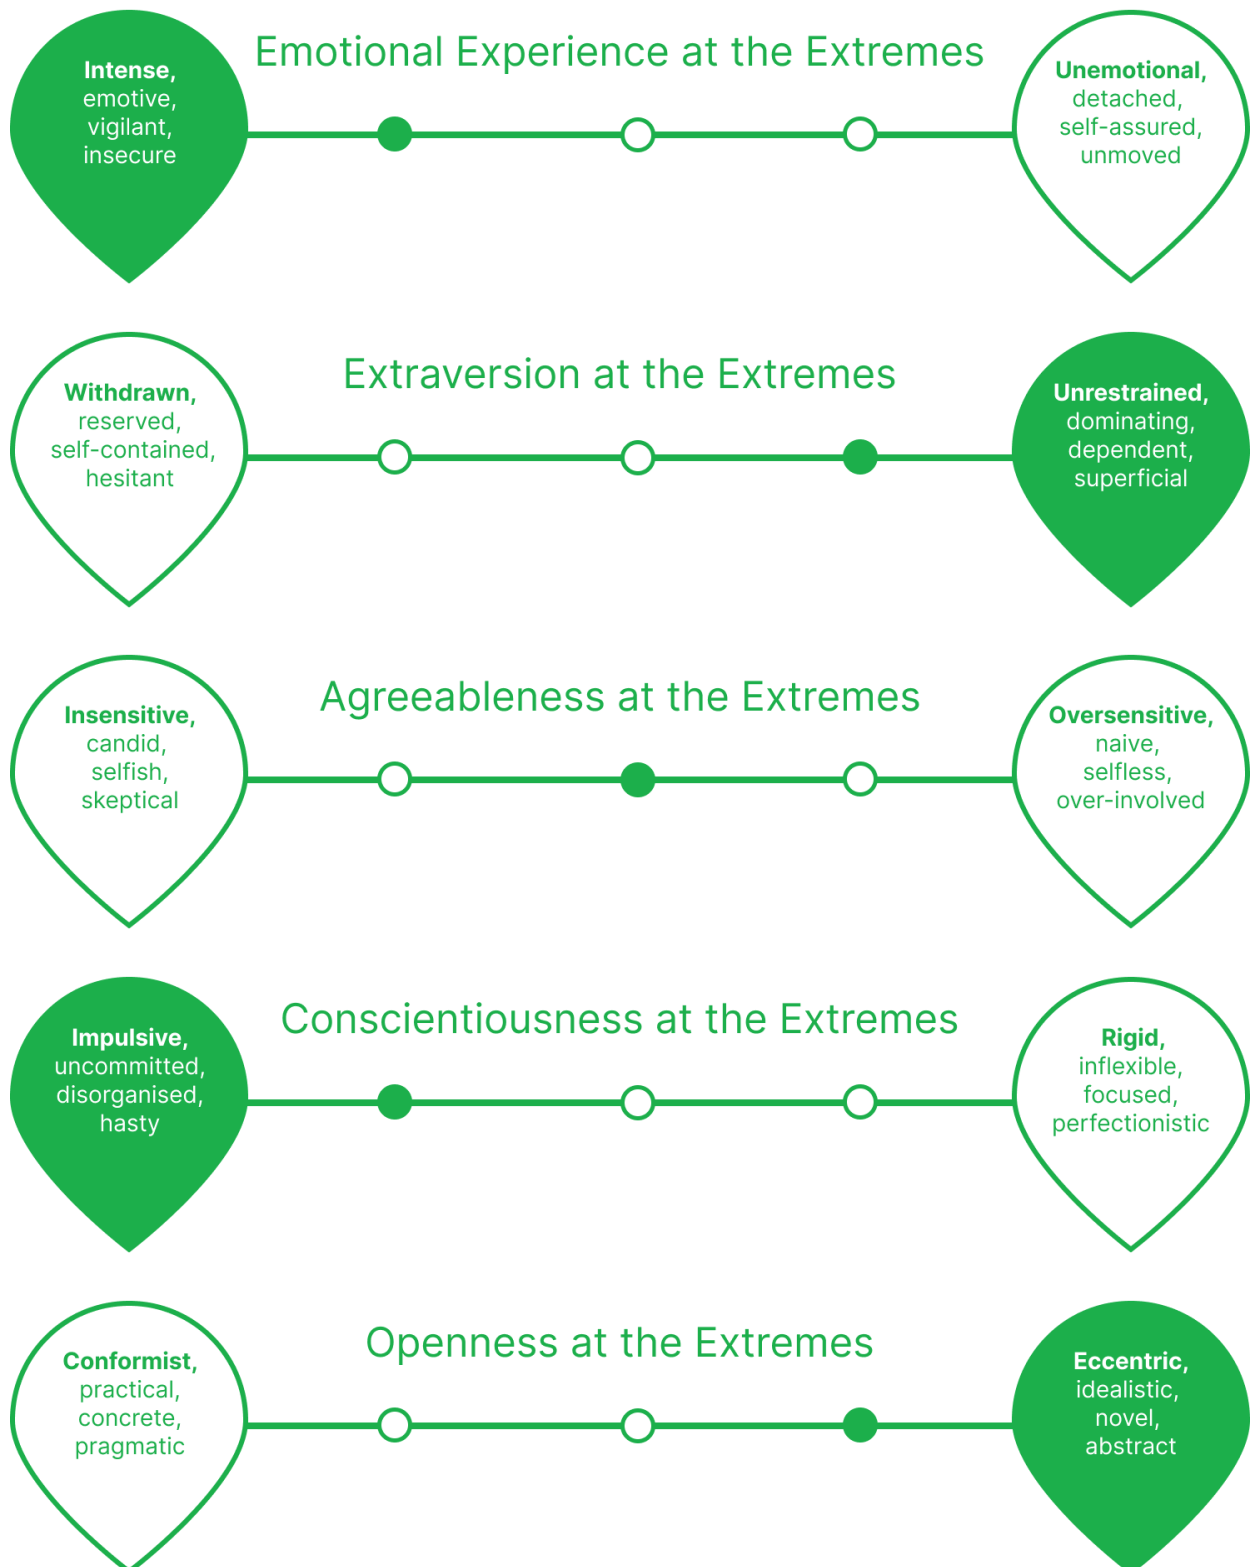 Emotional Experience at the Extremes
Intense,
emotive,
vigilant,
insecure
Unemotional,
detached,
self-assured,
unmoved
Extraversion at the Extremes
Withdrawn,
reserved,
self-contained,
hesitant
Unrestrained,
dominating,
dependent,
superficial
Agreeableness at the Extremes
Insensitive,
candid,
selfish,
skeptical
Oversensitive,
naive,
selfless,
over-involved
Conscientiousness at the Extremes
Impulsive,
uncommitted,
disorganised,
hasty
Rigid,
inflexible,
focused,
perfectionistic
Openness at the Extremes
Conformist,
practical,
concrete,
pragmatic
Eccentric,
idealistic,
novel,
abstract